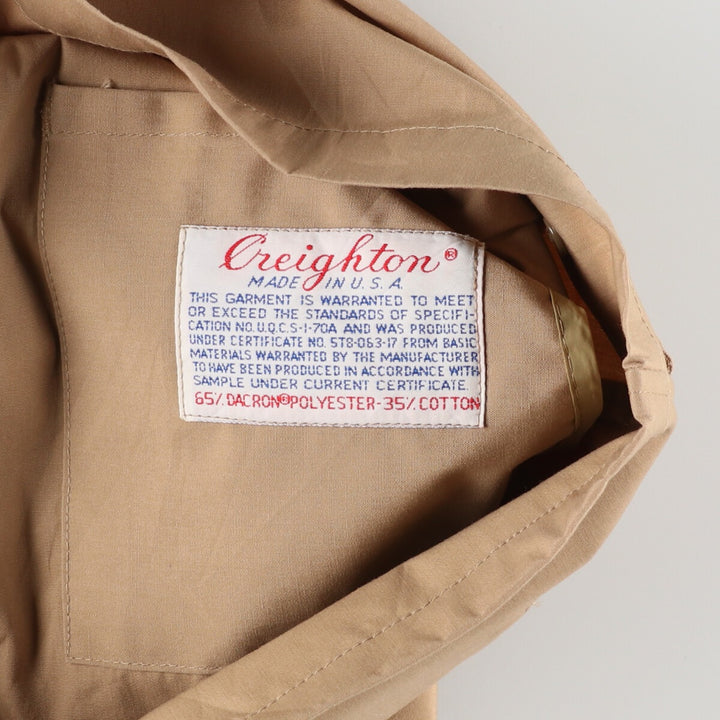 Creighton®
MADE IN U.S.A.
THIS GARMENT IS WARRANTED TO MEET
OR EXCEED THE STANDARDS OF SPECIFI-
CATION NO. U.Q.C.S-1-70A AND WAS PRODUCED
UNDER CERTIFICATE NO. 5T8-063-17 FROM BASIC
MATERIALS WARRANTED BY THE MANUFACTURER
TO HAVE BEEN PRODUCED IN ACCORDANCE WITH
SAMPLE UNDER CURRENT CERTIFICATE.
65% DACRON® POLYESTER-35% COTTON